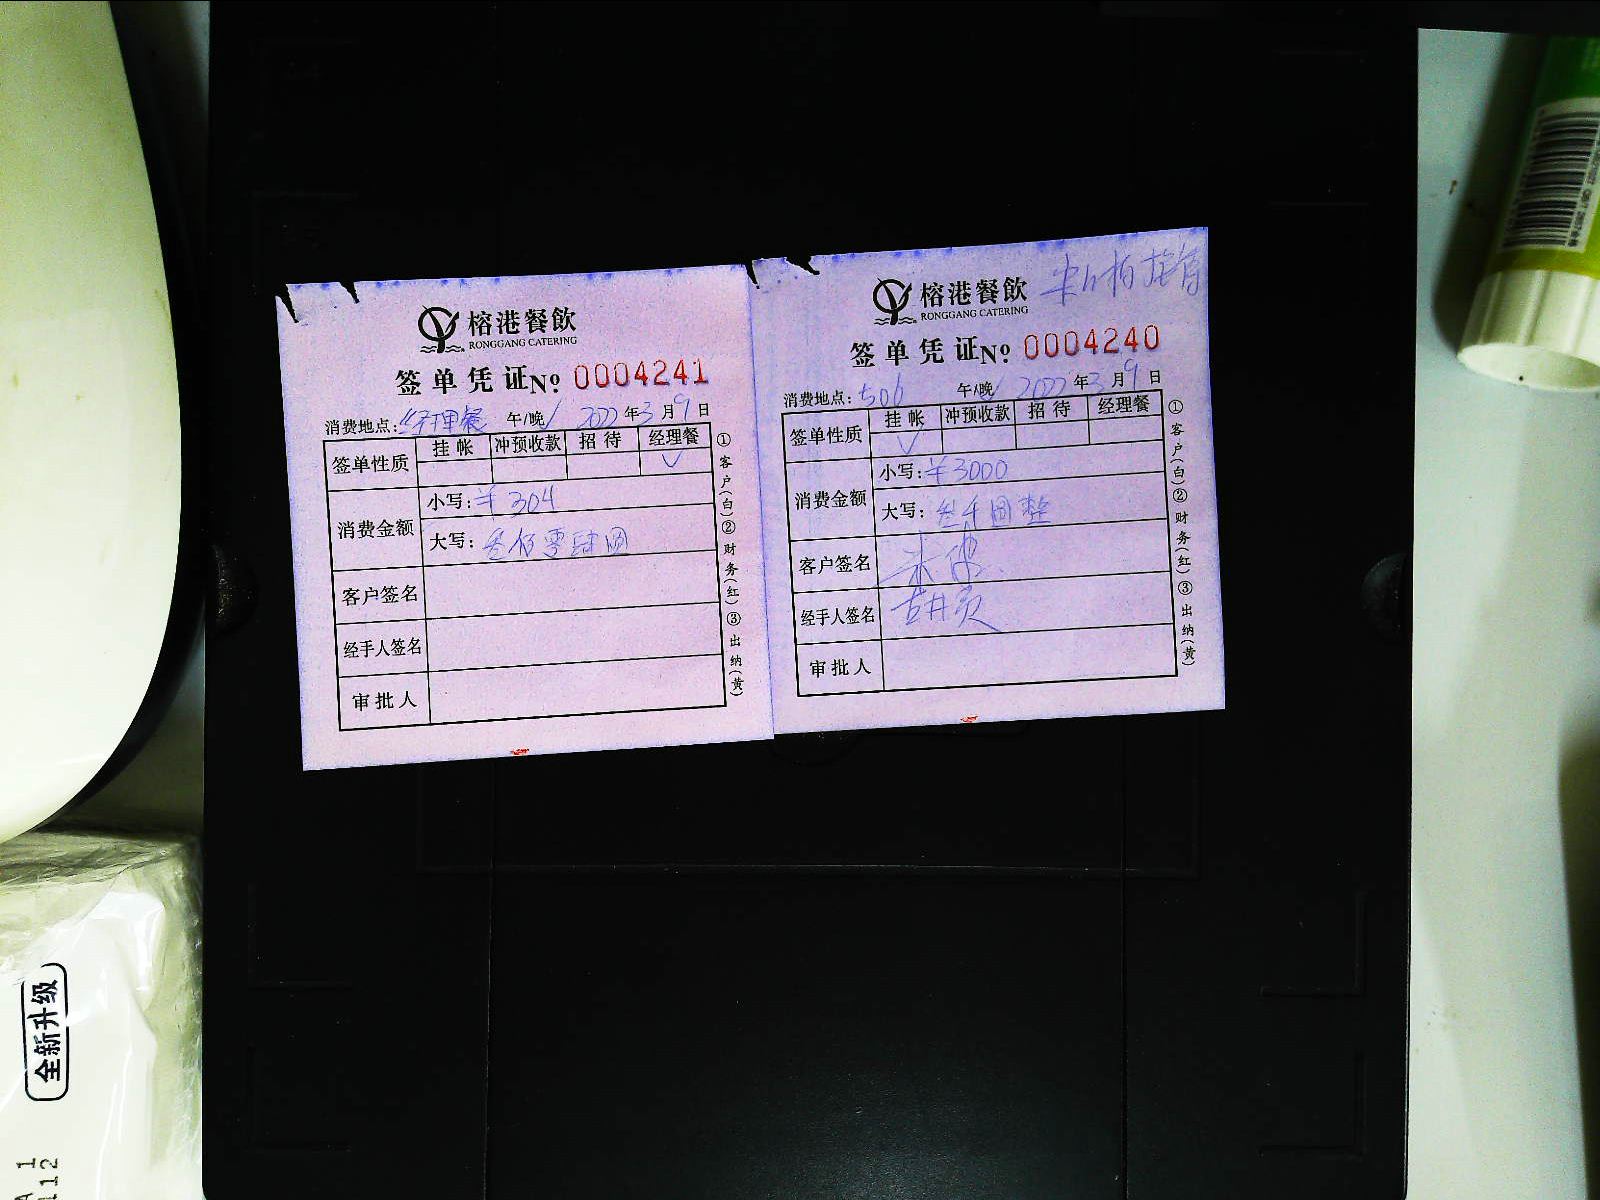 榕港餐飲
RONGGANG CATERING
签单凭证№ 0004241
消费地点:经理餐 午/晚✓ 2022年3月9日
签单性质 挂帐 冲预收款 招待 经理餐
✓
消费金额 小写:¥304
大写:叁佰零肆圆
客户签名
经手人签名
审批人
①客户(白)②财务(红)③出纳(黄)
榕港餐飲
RONGGANG CATERING
签单凭证№ 0004240
消费地点:506 午/晚✓ 2022年3月9日
签单性质 挂帐 冲预收款 招待 经理餐
✓
消费金额 小写:¥3000
大写:叁仟圆整
客户签名
经手人签名
审批人
①客户(白)②财务(红)③出纳(黄)
全新升级
A 1
112